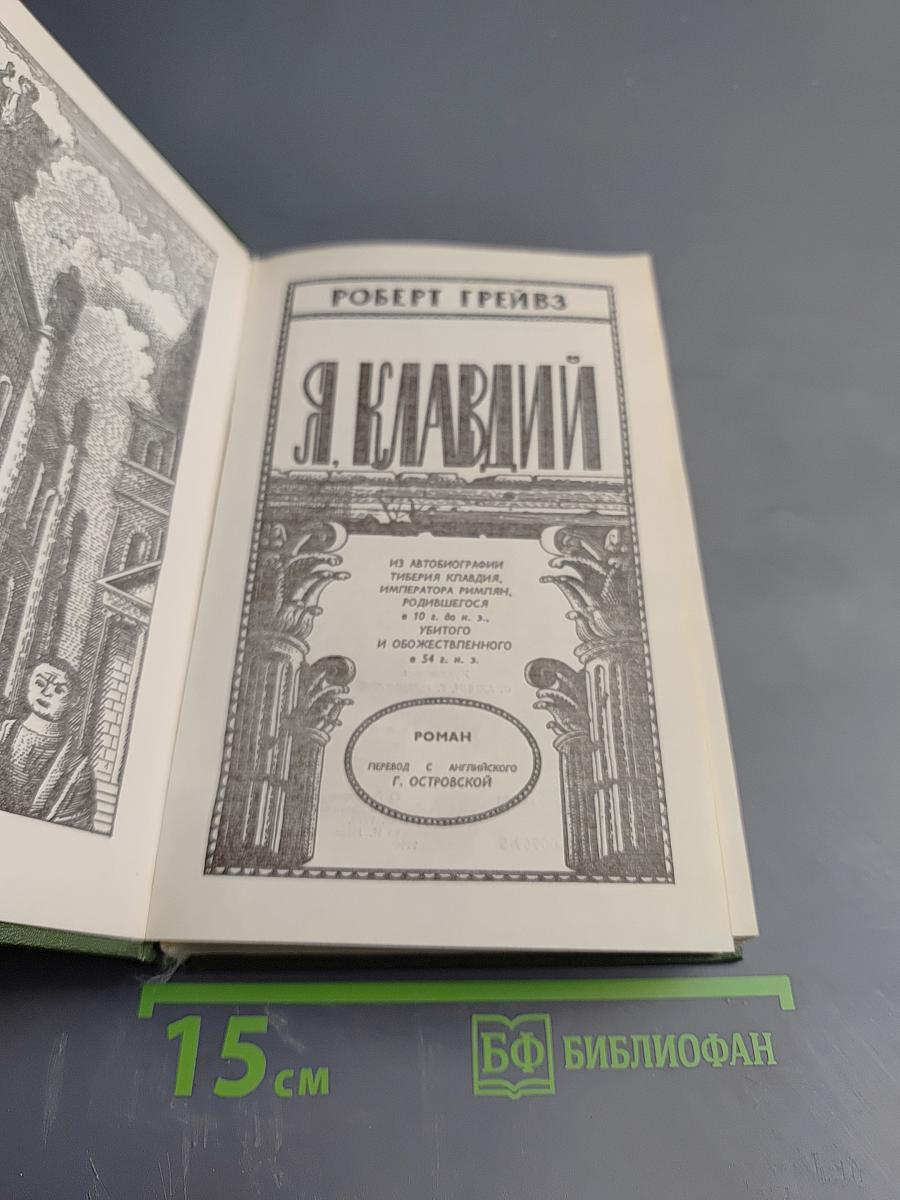 РОБЕРТ ГРЕЙВЗ
Я, КЛАВДИЙ
ИЗ АВТОБИОГРАФИИ
ТИБЕРИЯ КЛАВДИЯ,
ИМПЕРАТОРА РИМЛЯН,
РОДИВШЕГОСЯ
в 10 г. до н. э.,
УБИТОГО
И ОБОЖЕСТВЛЕННОГО
в 54 г. н. э.
РОМАН
ПЕРЕВОД С АНГЛИЙСКОГО
Г. ОСТРОВСКОЙ
15 см
БФ БИБЛИОФАН